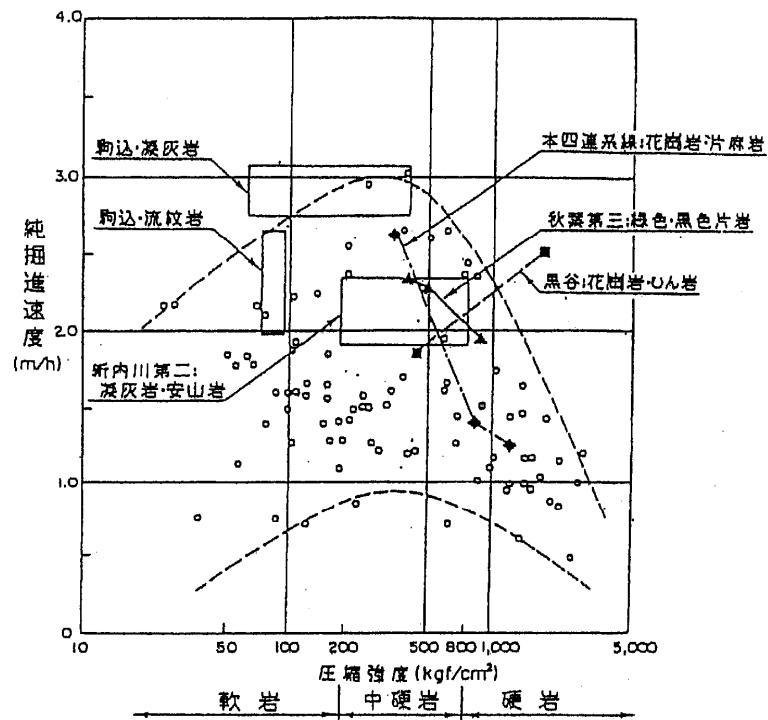 4.0
3.0
2.0
1.0
0
純掘進速度
(m/h)
駒込・凝灰岩
駒込・流紋岩
新内川第二:
凝灰岩・安山岩
本四連系線:花崗岩・片麻岩
秋葉第三:緑色・黒色片岩
黒谷:花崗岩・ひん岩
10 50 100 200 500 800 1,000 5,000
圧縮強度(kgf/cm²)
軟岩 中硬岩 硬岩